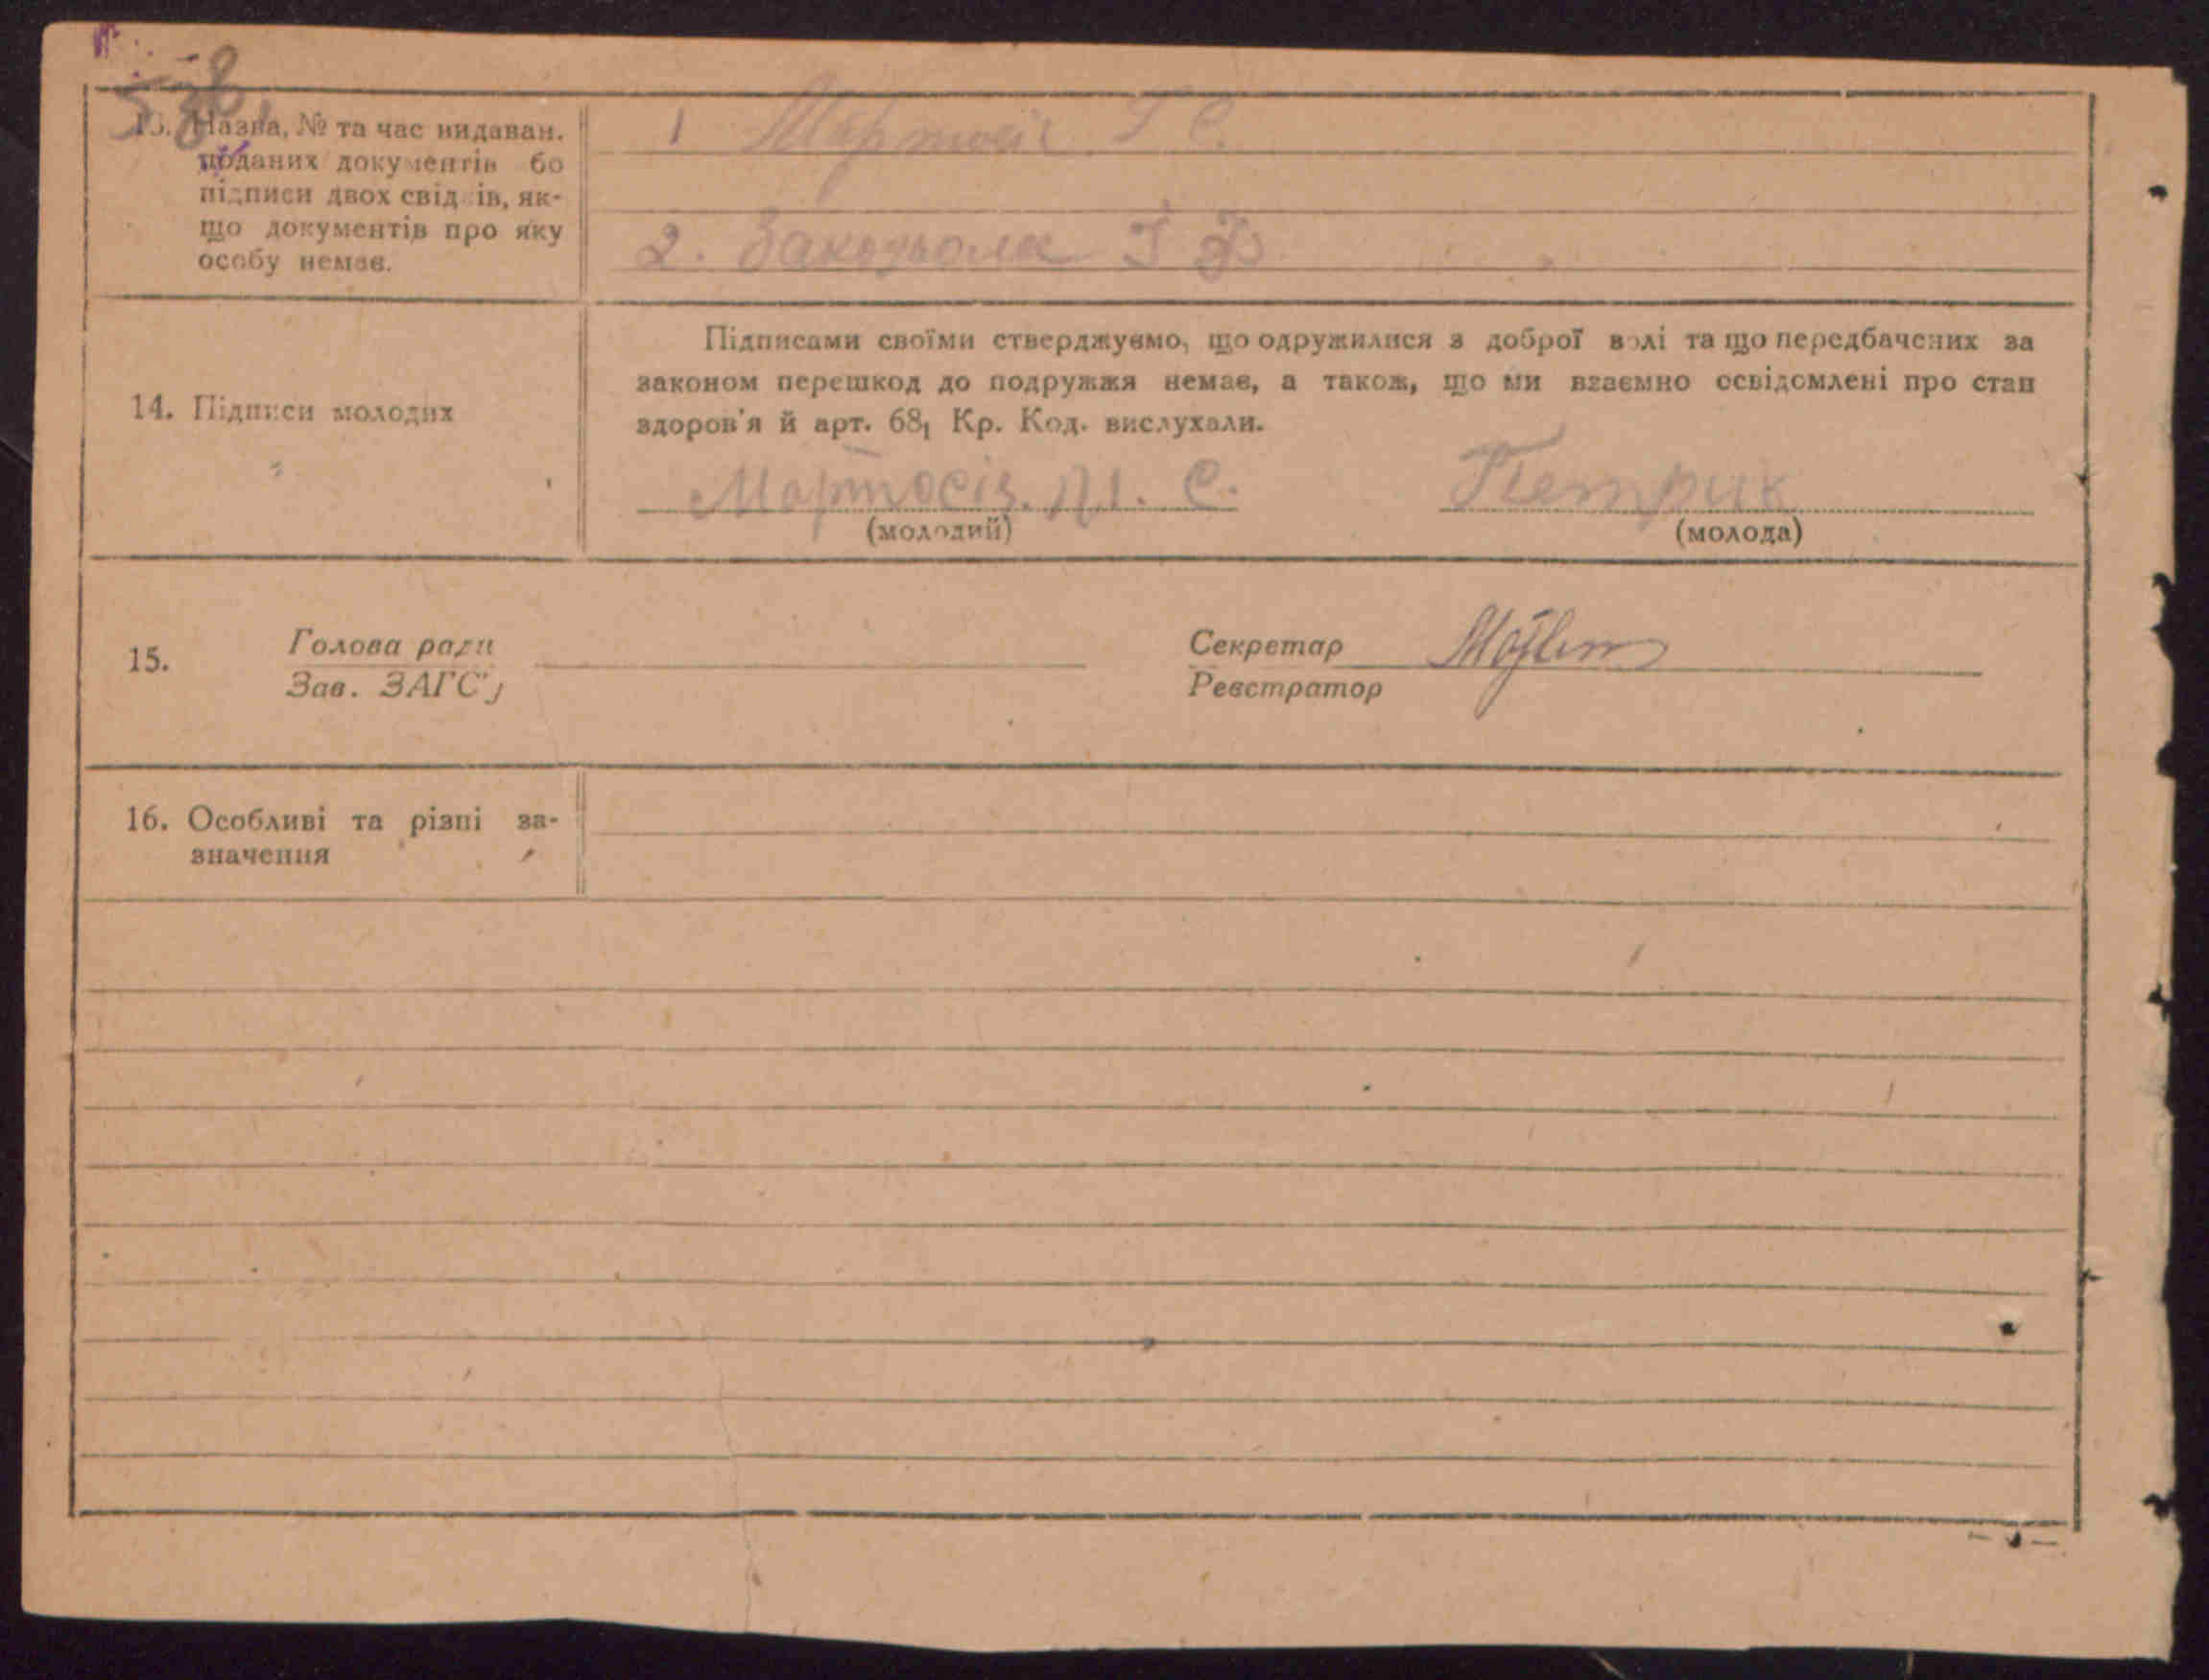 13. Назва, № та час видаван.
поданих документів бо
підписи двох свідків, як-
що документів про яку
особу немає.
1
С.
2.
14. Підписи молодих
Підписами своїми стверджуємо, що одружилися з доброї волі та що передбачених за
законом перешкод до подружжя немає, а також, що ми взаємно освідомлені про стан
здоров'я й арт. 68₁ Кр. Код. вислухали.
Мартосіз. П. С. Петрик
(молодий) (молода)
15. Голова ради Секретар
Зав. ЗАГС'у Реєстратор
16. Особливі та різні за-
значення